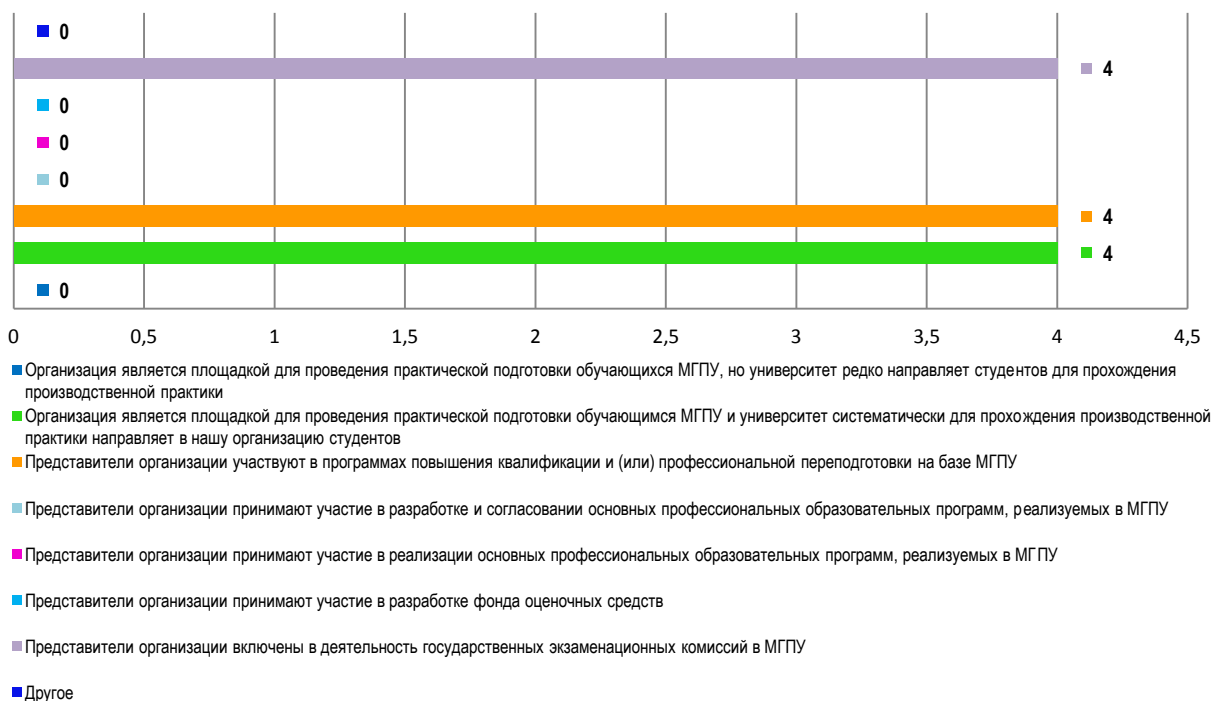 0
4
0
0
0
4
4
0
0 0,5 1 1,5 2 2,5 3 3,5 4 4,5
Организация является площадкой для проведения практической подготовки обучающихся МГПУ, но университет редко направляет студентов для прохождения
производственной практики
Организация является площадкой для проведения практической подготовки обучающимся МГПУ и университет систематически для прохождения производственной
практики направляет в нашу организацию студентов
Представители организации участвуют в программах повышения квалификации и (или) профессиональной переподготовки на базе МГПУ
Представители организации принимают участие в разработке и согласовании основных профессиональных образовательных программ, реализуемых в МГПУ
Представители организации принимают участие в реализации основных профессиональных образовательных программ, реализуемых в МГПУ
Представители организации принимают участие в разработке фонда оценочных средств
Представители организации включены в деятельность государственных экзаменационных комиссий в МГПУ
Другое